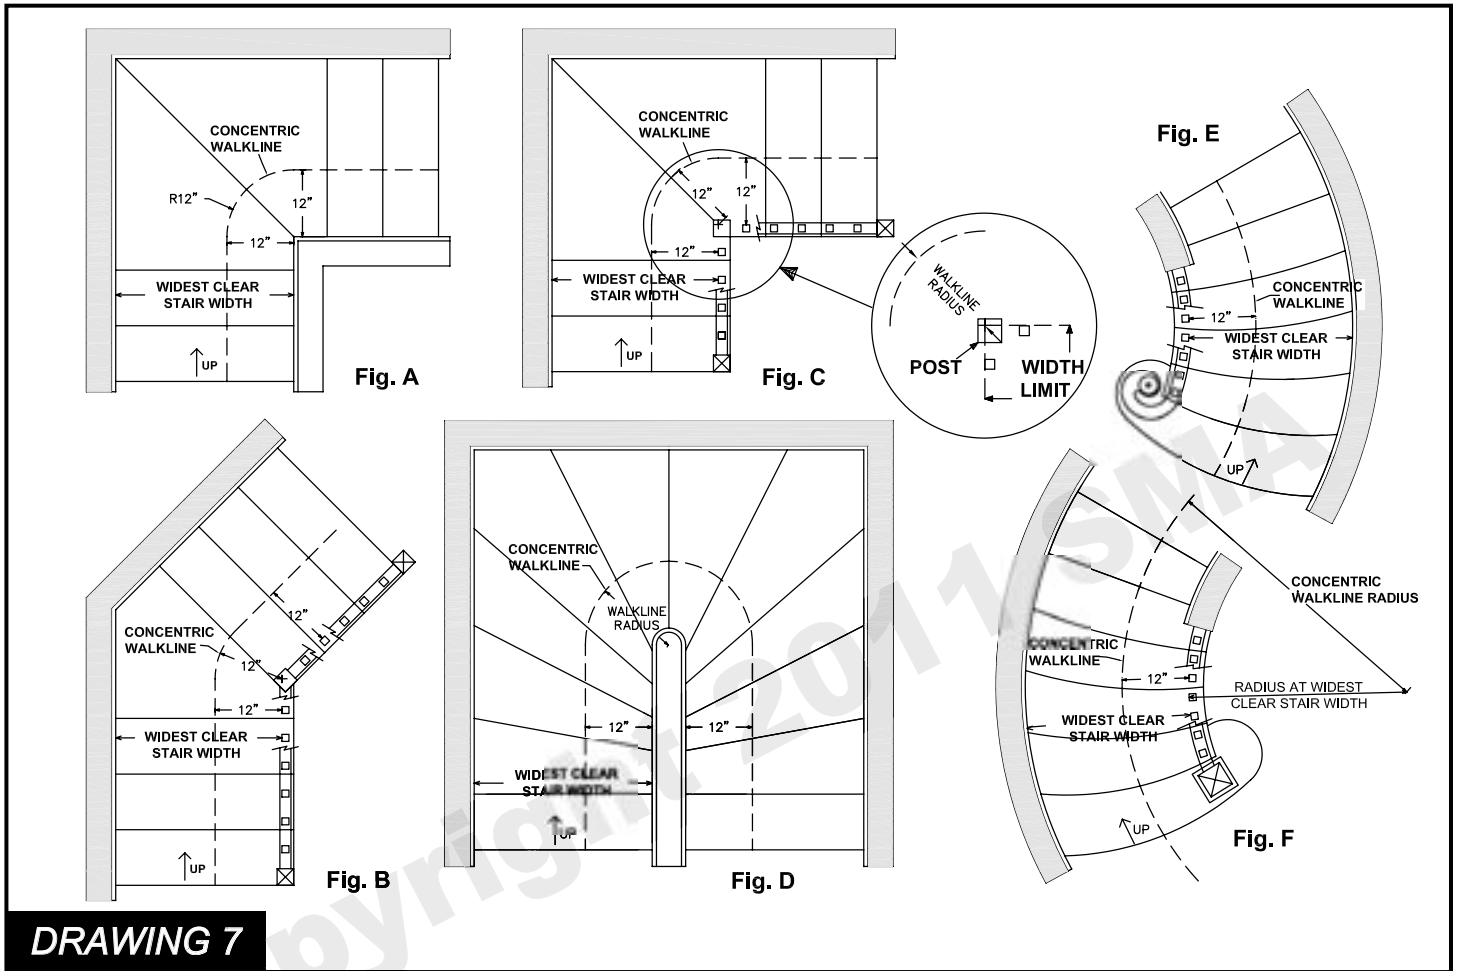 CONCENTRIC
WALKLINE
R12"
12"
12"
WIDEST CLEAR
STAIR WIDTH
UP
Fig. A
CONCENTRIC
WALKLINE
12"
12"
12"
WIDEST CLEAR
STAIR WIDTH
UP
Fig. C
WALKLINE
RADIUS
POST
WIDTH
LIMIT
Fig. E
CONCENTRIC
WALKLINE
12"
WIDEST CLEAR
STAIR WIDTH
UP
CONCENTRIC
WALKLINE
12"
12"
12"
WIDEST CLEAR
STAIR WIDTH
UP
Fig. B
CONCENTRIC
WALKLINE
WALKLINE
RADIUS
12"
12"
WIDEST CLEAR
STAIR WIDTH
UP
Fig. D
CONCENTRIC
WALKLINE RADIUS
CONCENTRIC
WALKLINE
12"
RADIUS AT WIDEST
CLEAR STAIR WIDTH
WIDEST CLEAR
STAIR WIDTH
UP
Fig. F
DRAWING 7
pyright 2011 SMA